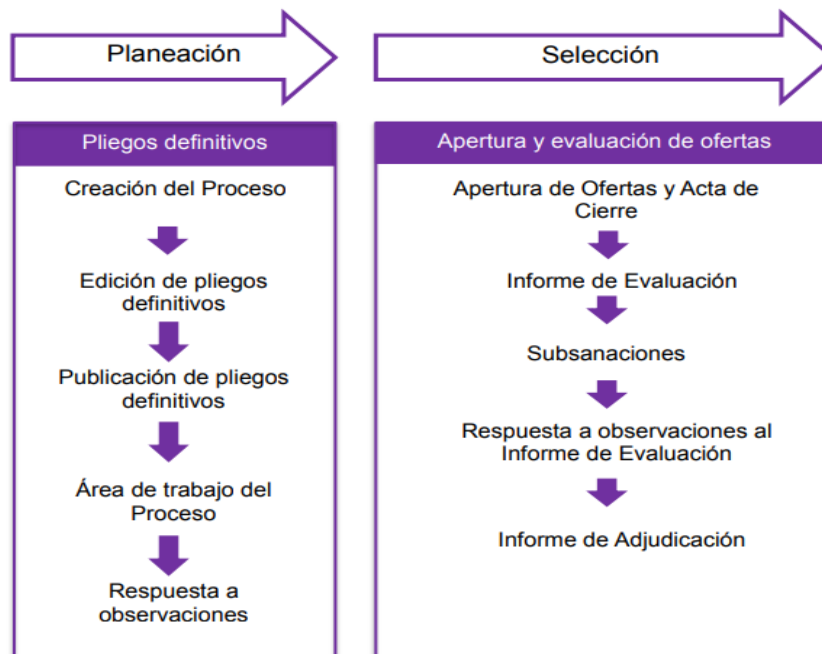 Planeación
Selección
Pliegos definitivos
Creación del Proceso
Edición de pliegos
definitivos
Publicación de pliegos
definitivos
Área de trabajo del
Proceso
Respuesta a
observaciones
Apertura y evaluación de ofertas
Apertura de Ofertas y Acta de
Cierre
Informe de Evaluación
Subsanaciones
Respuesta a observaciones al
Informe de Evaluación
Informe de Adjudicación